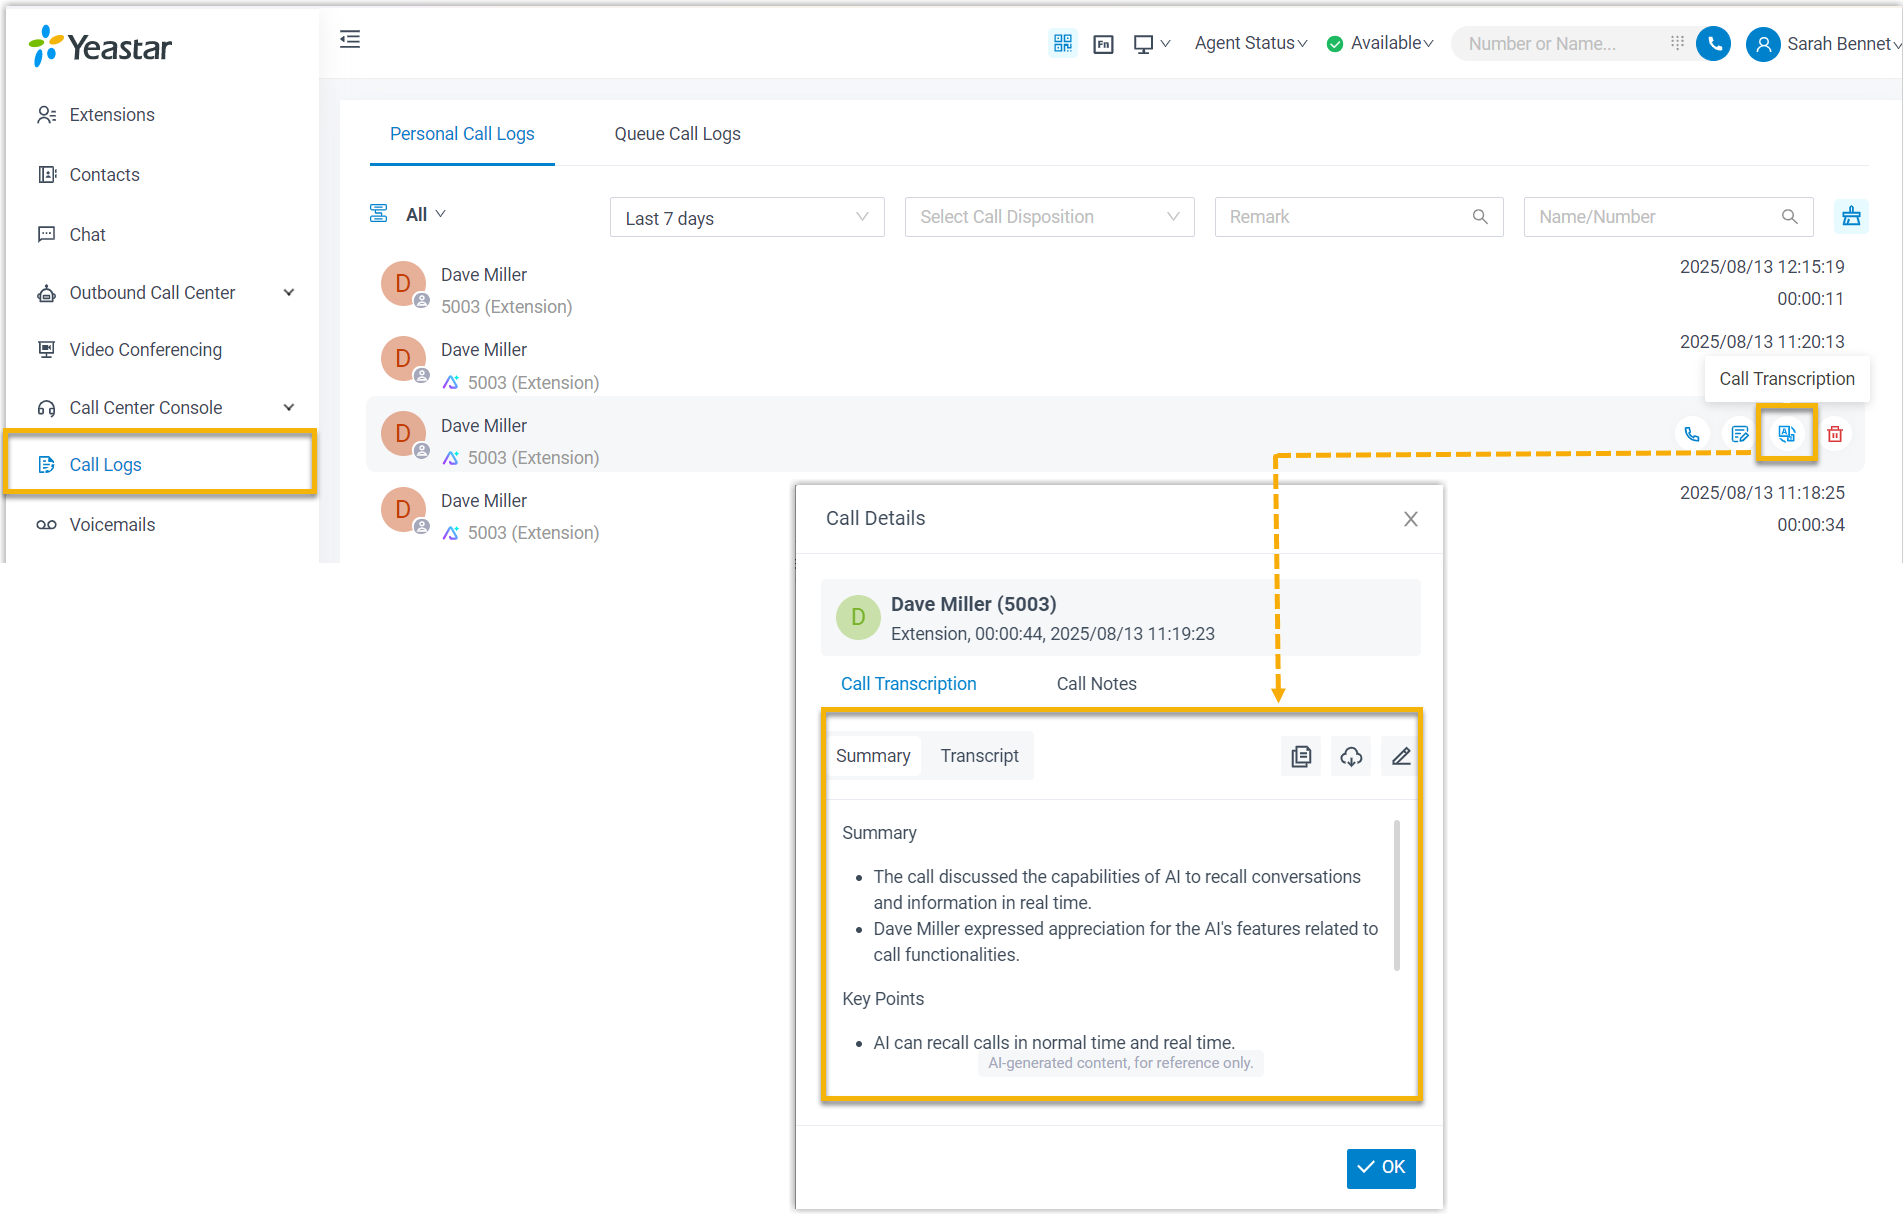 Yeastar
Fn
Agent Status
Available
Number or Name...
Sarah Bennet
Extensions
Contacts
Chat
Outbound Call Center
Video Conferencing
Call Center Console
Call Logs
Voicemails
Personal Call Logs
Queue Call Logs
All
Last 7 days
Select Call Disposition
Remark
Name/Number
D
Dave Miller
5003 (Extension)
2025/08/13 12:15:19
00:00:11
D
Dave Miller
5003 (Extension)
2025/08/13 11:20:13
Call Transcription
D
Dave Miller
5003 (Extension)
D
Dave Miller
5003 (Extension)
2025/08/13 11:18:25
00:00:34
Call Details
D
Dave Miller (5003)
Extension, 00:00:44, 2025/08/13 11:19:23
Call Transcription
Call Notes
Summary
Transcript
Summary
The call discussed the capabilities of AI to recall conversations
and information in real time.
Dave Miller expressed appreciation for the AI's features related to
call functionalities.
Key Points
AI can recall calls in normal time and real time.
AI-generated content, for reference only.
OK